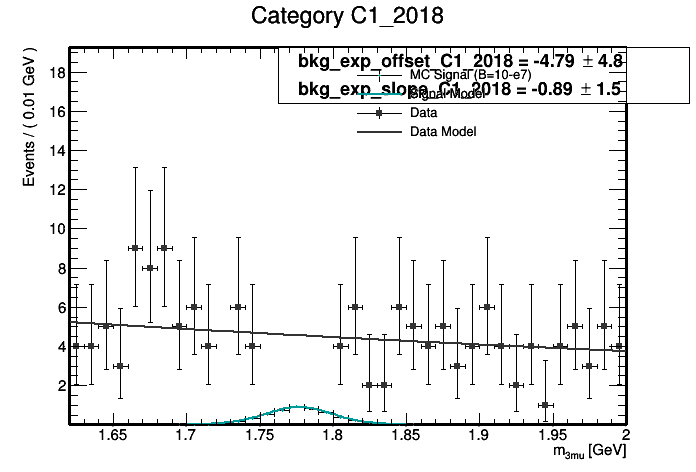 Category C1_2018
bkg_exp_offset_C1_2018 = -4.79 ± 4.8
MC Signal (B=10-e7)
bkg_exp_slope_C1_2018 = -0.89 ± 1.5
Signal Model
Data
Data Model
Events / ( 0.01 GeV )
18
16
14
12
10
8
6
4
2
1.65 1.7 1.75 1.8 1.85 1.9 1.95 2
m3mu [GeV]